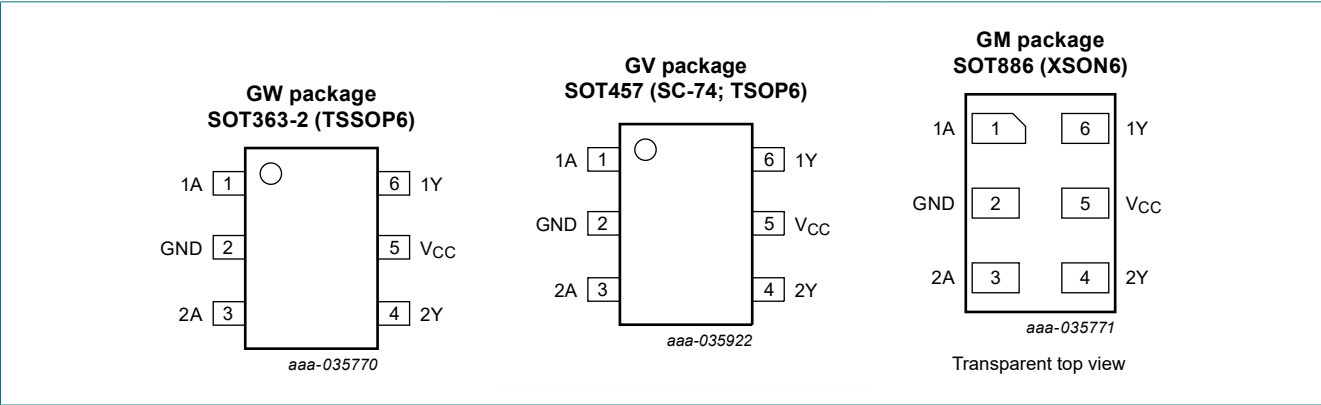 GW package
SOT363-2 (TSSOP6)
1A 1 6 1Y
GND 2 5 VCC
2A 3 4 2Y
aaa-035770
GV package
SOT457 (SC-74; TSOP6)
1A 1 6 1Y
GND 2 5 VCC
2A 3 4 2Y
aaa-035922
GM package
SOT886 (XSON6)
1A 1 6 1Y
GND 2 5 VCC
2A 3 4 2Y
aaa-035771
Transparent top view